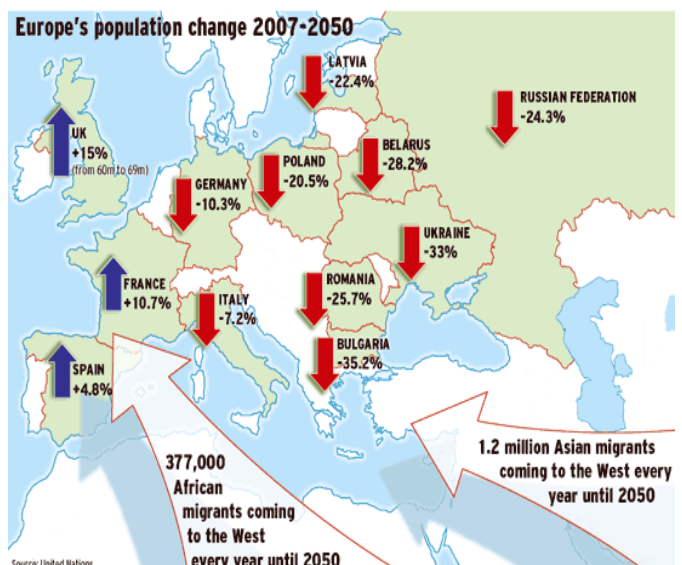 Europe's population change 2007-2050
LATVIA
-22.4%
RUSSIAN FEDERATION
-24.3%
UK
+15%
(from 60m to 69m)
BELARUS
-28.2%
POLAND
-20.5%
GERMANY
-10.3%
UKRAINE
-33%
FRANCE
+10.7%
ITALY
-7.2%
ROMANIA
-25.7%
BULGARIA
-35.2%
SPAIN
+4.8%
1.2 million Asian migrants
coming to the West every
year until 2050
377,000
African
migrants coming
to the West
every year until 2050
Source: United Nations